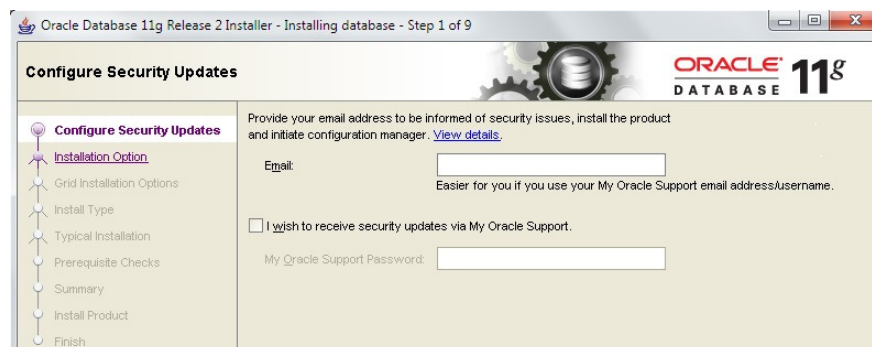 Oracle Database 11g Release 2 Installer - Installing database - Step 1 of 9
Configure Security Updates
ORACLE
DATABASE
11g
Configure Security Updates
Installation Option
Grid Installation Options
Install Type
Typical Installation
Prerequisite Checks
Summary
Install Product
Finish
Provide your email address to be informed of security issues, install the product
and initiate configuration manager. View details.
Email:
Easier for you if you use your My Oracle Support email address/username.
I wish to receive security updates via My Oracle Support.
My Oracle Support Password: